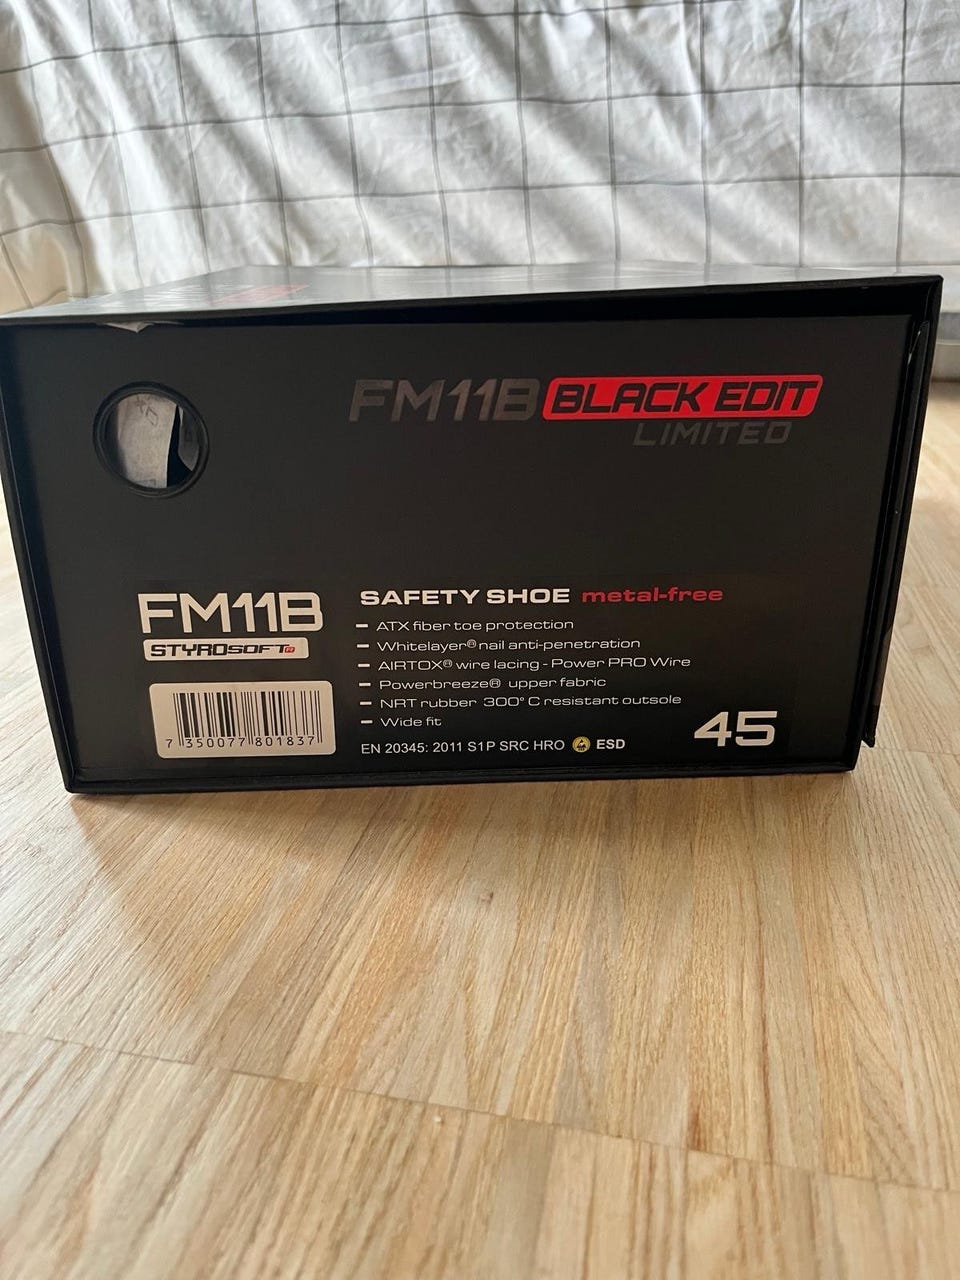 FM11B BLACK EDIT
LIMITED
FM11B
STYROSOFT
7 350077 801837
SAFETY SHOE metal-free
- ATX fiber toe protection
- Whitelayer® nail anti-penetration
- AIRTOX® wire lacing - Power PRO Wire
- Powerbreeze® upper fabric
- NRT rubber 300° C resistant outsole
- Wide fit
EN 20345: 2011 S1P SRC HRO ESD
45